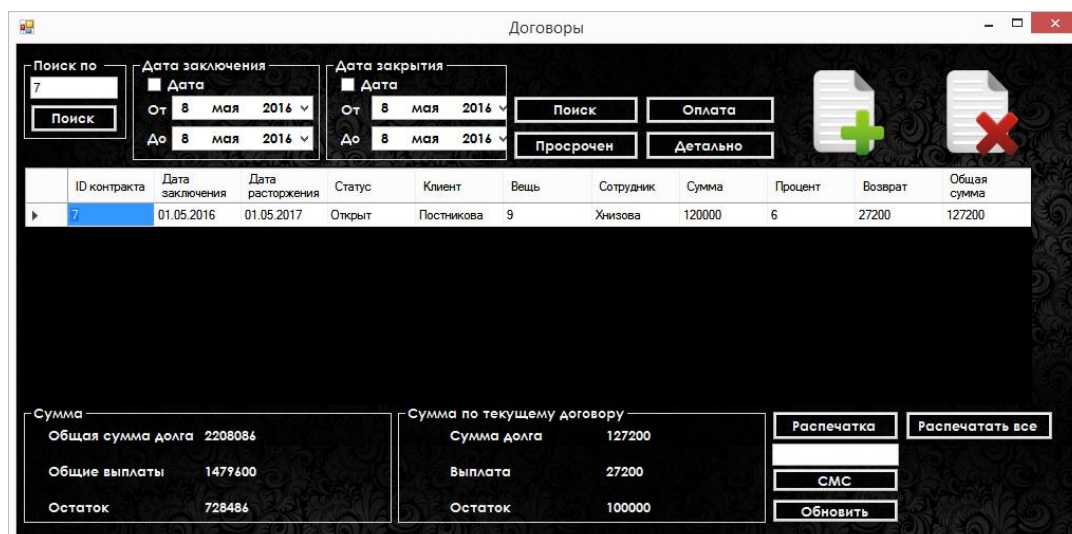 Договоры
Поиск по
7
Поиск
Дата заключения
Дата
От 8 мая 2016
До 8 мая 2016
Дата закрытия
Дата
От 8 мая 2016
До 8 мая 2016
Поиск
Оплата
Просрочен
Детально
ID контракта Дата заключения Дата расторжения Статус Клиент Вещь Сотрудник Сумма Процент Возврат Общая сумма
7 01.05.2016 01.05.2017 Открыт Постникова 9 Хнизова 120000 6 27200 127200
Сумма
Общая сумма долга 2208086
Общие выплаты 1479600
Остаток 728486
Сумма по текущему договору
Сумма долга 127200
Выплата 27200
Остаток 100000
Распечатка
Распечатать все
СМС
Обновить